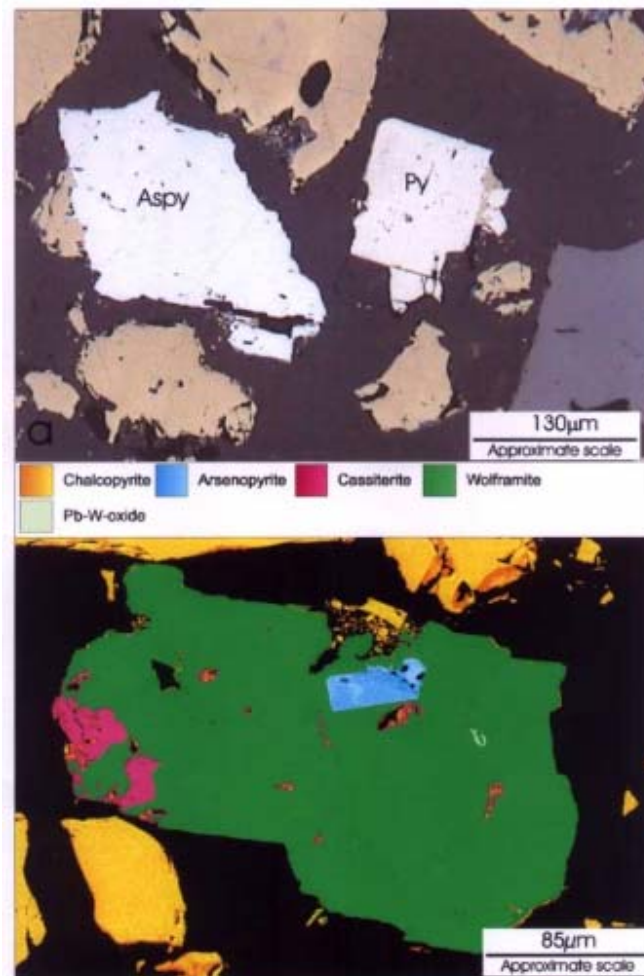 Aspy
Py
a
130µm
Approximate scale
Chalcopyrite Arsenopyrite Cassiterite Wolframite
Pb-W-oxide
85µm
Approximate scale